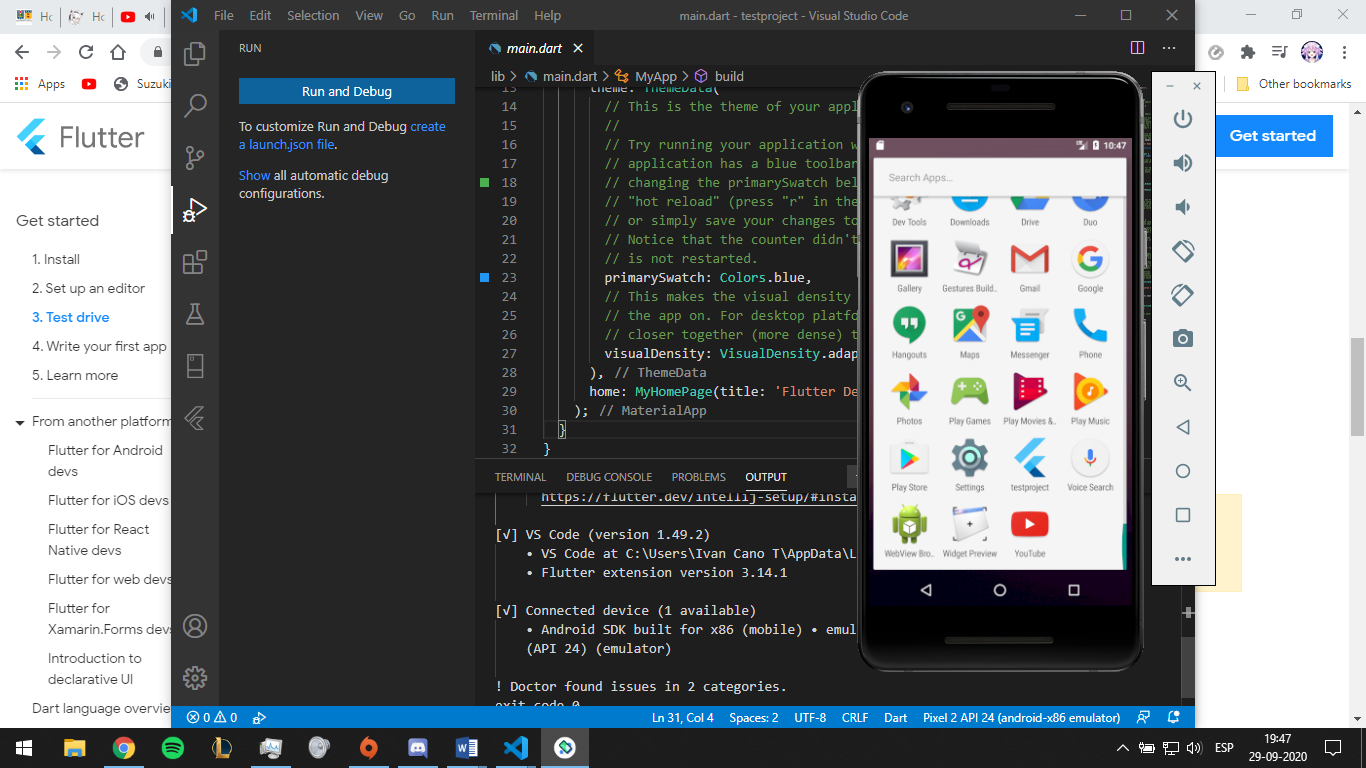 File Edit Selection View Go Run Terminal Help
main.dart - testproject - Visual Studio Code
Apps
Suzuki
Other bookmarks
Flutter
Get started
Get started
1. Install
2. Set up an editor
3. Test drive
4. Write your first app
5. Learn more
From another platform
Flutter for Android
devs
Flutter for iOS devs
Flutter for React
Native devs
Flutter for web devs
Flutter for
Xamarin.Forms devs
Introduction to
declarative UI
Dart language overvie
RUN
Run and Debug
To customize Run and Debug create
a launch.json file.
Show all automatic debug
configurations.
main.dart
lib > main.dart > MyApp > build
13 theme: ThemeData(
14 // This is the theme of your appl
15 //
16 // Try running your application w
17 // application has a blue toolbar
18 // changing the primarySwatch bel
19 // "hot reload" (press "r" in the
20 // or simply save your changes to
21 // Notice that the counter didn't
22 // is not restarted.
23 primarySwatch: Colors.blue,
24 // This makes the visual density
25 // the app on. For desktop platfo
26 // closer together (more dense) t
27 visualDensity: VisualDensity.adap
28 ), // ThemeData
29 home: MyHomePage(title: 'Flutter De
30 ); // MaterialApp
31 }
32 }
TERMINAL DEBUG CONSOLE PROBLEMS OUTPUT
https://flutter.dev/intellij-setup/#insta
[√] VS Code (version 1.49.2)
• VS Code at C:\Users\Ivan Cano T\AppData\L
• Flutter extension version 3.14.1
[√] Connected device (1 available)
• Android SDK built for x86 (mobile) • emul
(API 24) (emulator)
! Doctor found issues in 2 categories.
exit code 0
10:47
Search Apps...
Dev Tools Downloads Drive Duo
Gallery Gestures Build.. Gmail Google
Hangouts Maps Messenger Phone
Photos Play Games Play Movies &.. Play Music
Play Store Settings testproject Voice Search
WebView Bro.. Widget Preview YouTube
0 0
Ln 31, Col 4 Spaces: 2 UTF-8 CRLF Dart Pixel 2 API 24 (android-x86 emulator)
ESP
19:47
29-09-2020